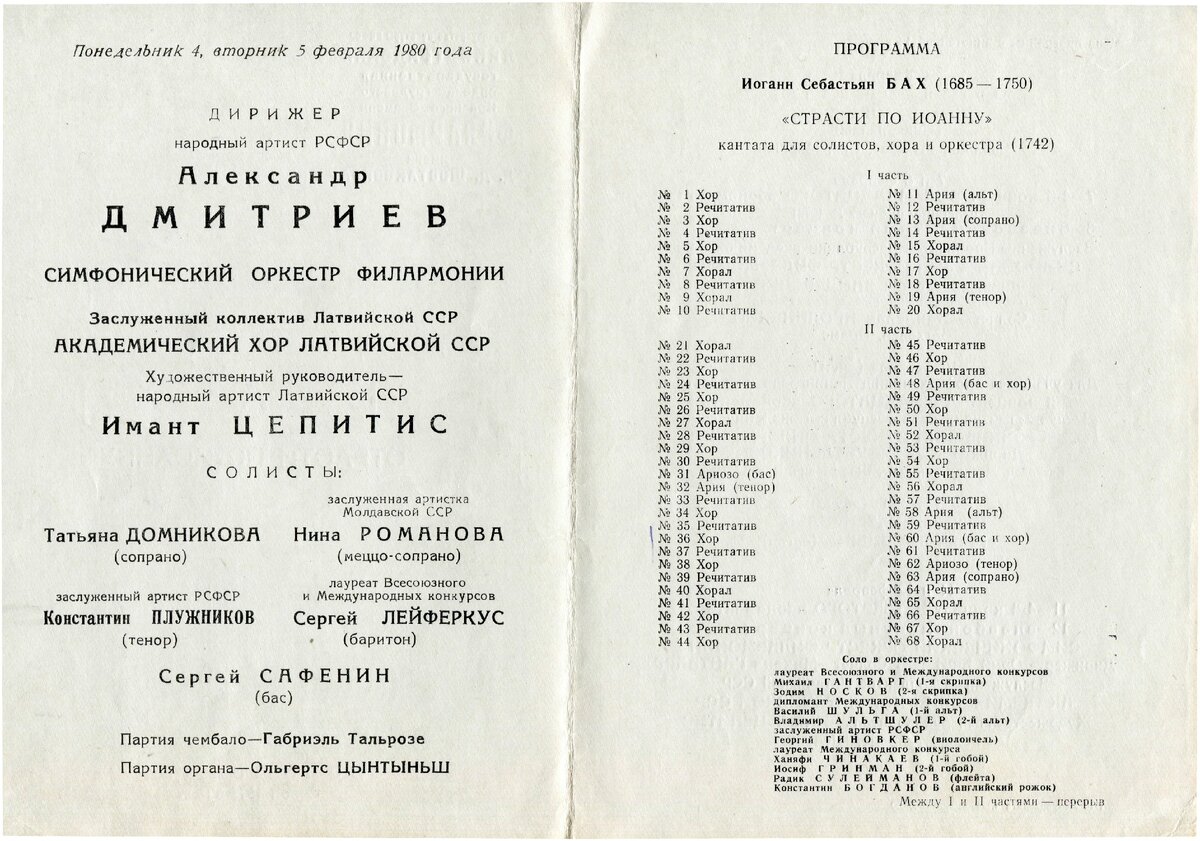 Понедельник 4, вторник 5 февраля 1980 года
ДИРИЖЕР
народный артист РСФСР
Александр
ДМИТРИЕВ
СИМФОНИЧЕСКИЙ ОРКЕСТР ФИЛАРМОНИИ
Заслуженный коллектив Латвийской ССР
АКАДЕМИЧЕСКИЙ ХОР ЛАТВИЙСКОЙ ССР
Художественный руководитель—
народный артист Латвийской ССР
Имант ЦЕПИТИС
СОЛИСТЫ:
заслуженная артистка
Молдавской ССР
Татьяна ДОМНИКОВА Нина РОМАНОВА
(сопрано) (меццо-сопрано)
лауреат Всесоюзного
заслуженный артист РСФСР и Международных конкурсов
Константин ПЛУЖНИКОВ Сергей ЛЕЙФЕРКУС
(тенор) (баритон)
Сергей САФЕНИН
(бас)
Партия чембало—Габриэль Тальрозе
Партия органа—Ольгертс ЦЫНТЫНЬШ
ПРОГРАММА
Иоганн Себастьян БАХ (1685—1750)
«СТРАСТИ ПО ИОАННУ»
кантата для солистов, хора и оркестра (1742)
I часть
№ 1 Хор
№ 2 Речитатив
№ 3 Хор
№ 4 Речитатив
№ 5 Хор
№ 6 Речитатив
№ 7 Хорал
№ 8 Речитатив
№ 9 Хорал
№ 10 Речитатив
№ 11 Ария (альт)
№ 12 Речитатив
№ 13 Ария (сопрано)
№ 14 Речитатив
№ 15 Хорал
№ 16 Речитатив
№ 17 Хор
№ 18 Речитатив
№ 19 Ария (тенор)
№ 20 Хорал
II часть
№ 21 Хорал
№ 22 Речитатив
№ 23 Хор
№ 24 Речитатив
№ 25 Хор
№ 26 Речитатив
№ 27 Хорал
№ 28 Речитатив
№ 29 Хор
№ 30 Речитатив
№ 31 Ариозо (бас)
№ 32 Ария (тенор)
№ 33 Речитатив
№ 34 Хор
№ 35 Речитатив
№ 36 Хор
№ 37 Речитатив
№ 38 Хор
№ 39 Речитатив
№ 40 Хорал
№ 41 Речитатив
№ 42 Хор
№ 43 Речитатив
№ 44 Хор
№ 45 Речитатив
№ 46 Хор
№ 47 Речитатив
№ 48 Ария (бас и хор)
№ 49 Речитатив
№ 50 Хор
№ 51 Речитатив
№ 52 Хорал
№ 53 Речитатив
№ 54 Хор
№ 55 Речитатив
№ 56 Хорал
№ 57 Речитатив
№ 58 Ария (альт)
№ 59 Речитатив
№ 60 Ария (бас и хор)
№ 61 Речитатив
№ 62 Ариозо (тенор)
№ 63 Ария (сопрано)
№ 64 Речитатив
№ 65 Хорал
№ 66 Речитатив
№ 67 Хор
№ 68 Хорал
Соло в оркестре:
лауреат Всесоюзного и Международного конкурсов
Михаил ГАНТВАРГ (1-я скрипка)
Зодим НОСКОВ (2-я скрипка)
дипломант Международных конкурсов
Василий ШУЛЬГА (1-й альт)
Владимир АЛЬТШУЛЕР (2-й альт)
заслуженный артист РСФСР
Георгий ГИНОВКЕР (виолончель)
лауреат Международного конкурса
Ханяфи ЧИНАКАЕВ (1-й гобой)
Иосиф ГРИНМАН (2-й гобой)
Радик СУЛЕЙМАНОВ (флейта)
Константин БОГДАНОВ (английский рожок)
Между I и II частями—перерыв